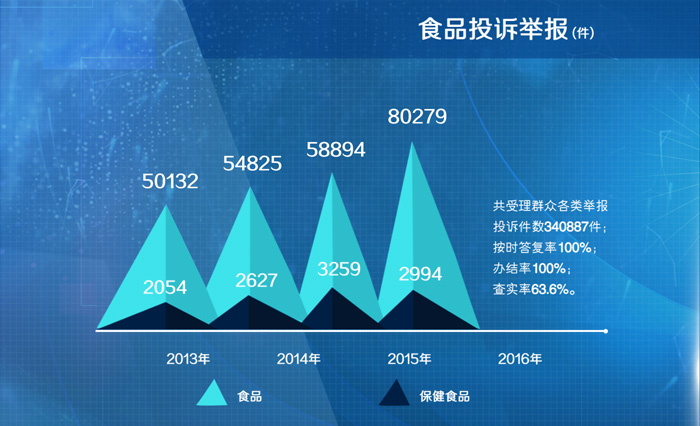 食品投诉举报(件)
80279
58894
54825
50132
共受理群众各类举报
投诉件数340887件;
按时答复率100%;
办结率100%;
查实率63.6%。
2054
2627
3259
2994
2013年
2014年
2015年
2016年
食品
保健食品